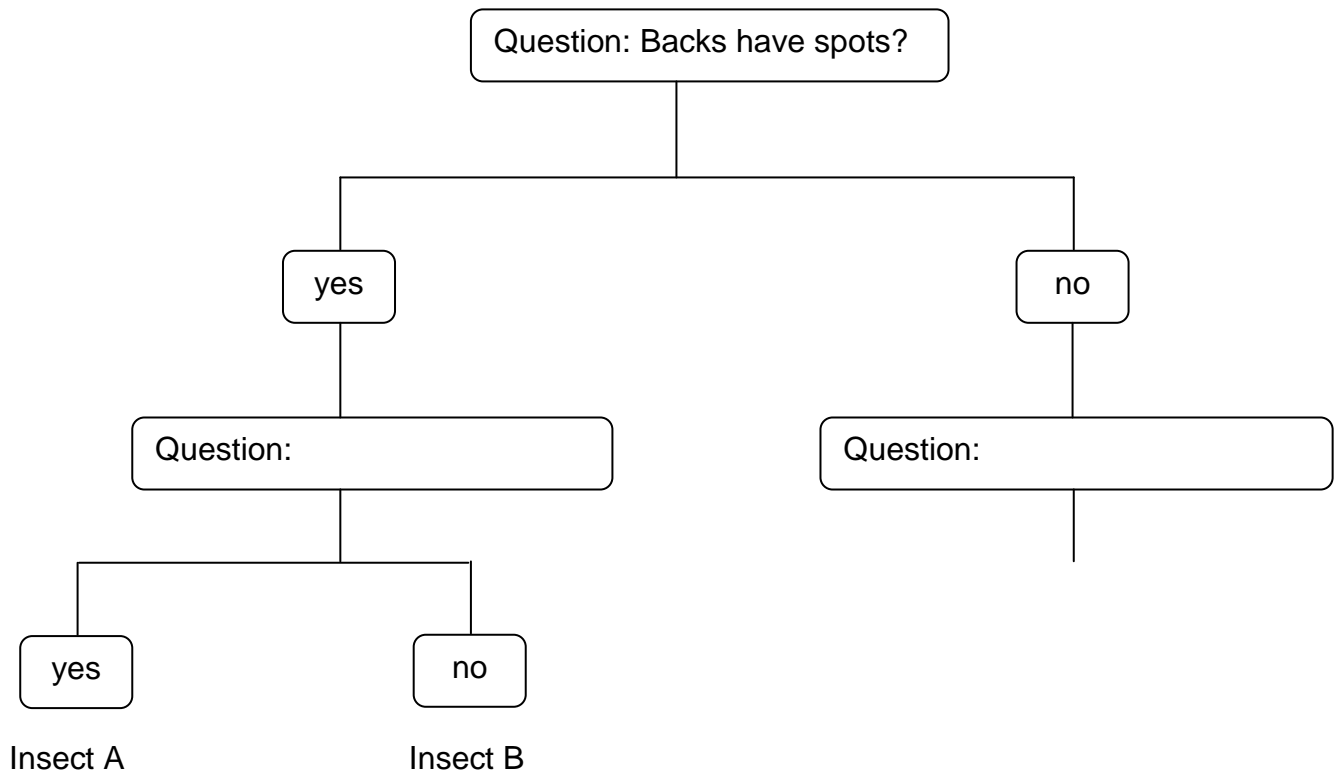 Question: Backs have spots?
yes
no
Question:
Question:
yes
no
Insect A
Insect B